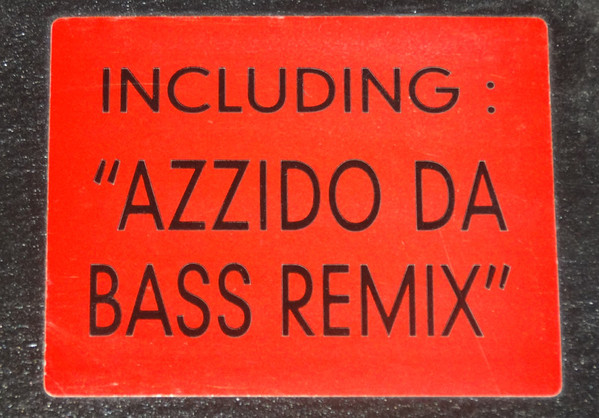 INCLUDING :
“AZZIDO DA
BASS REMIX”